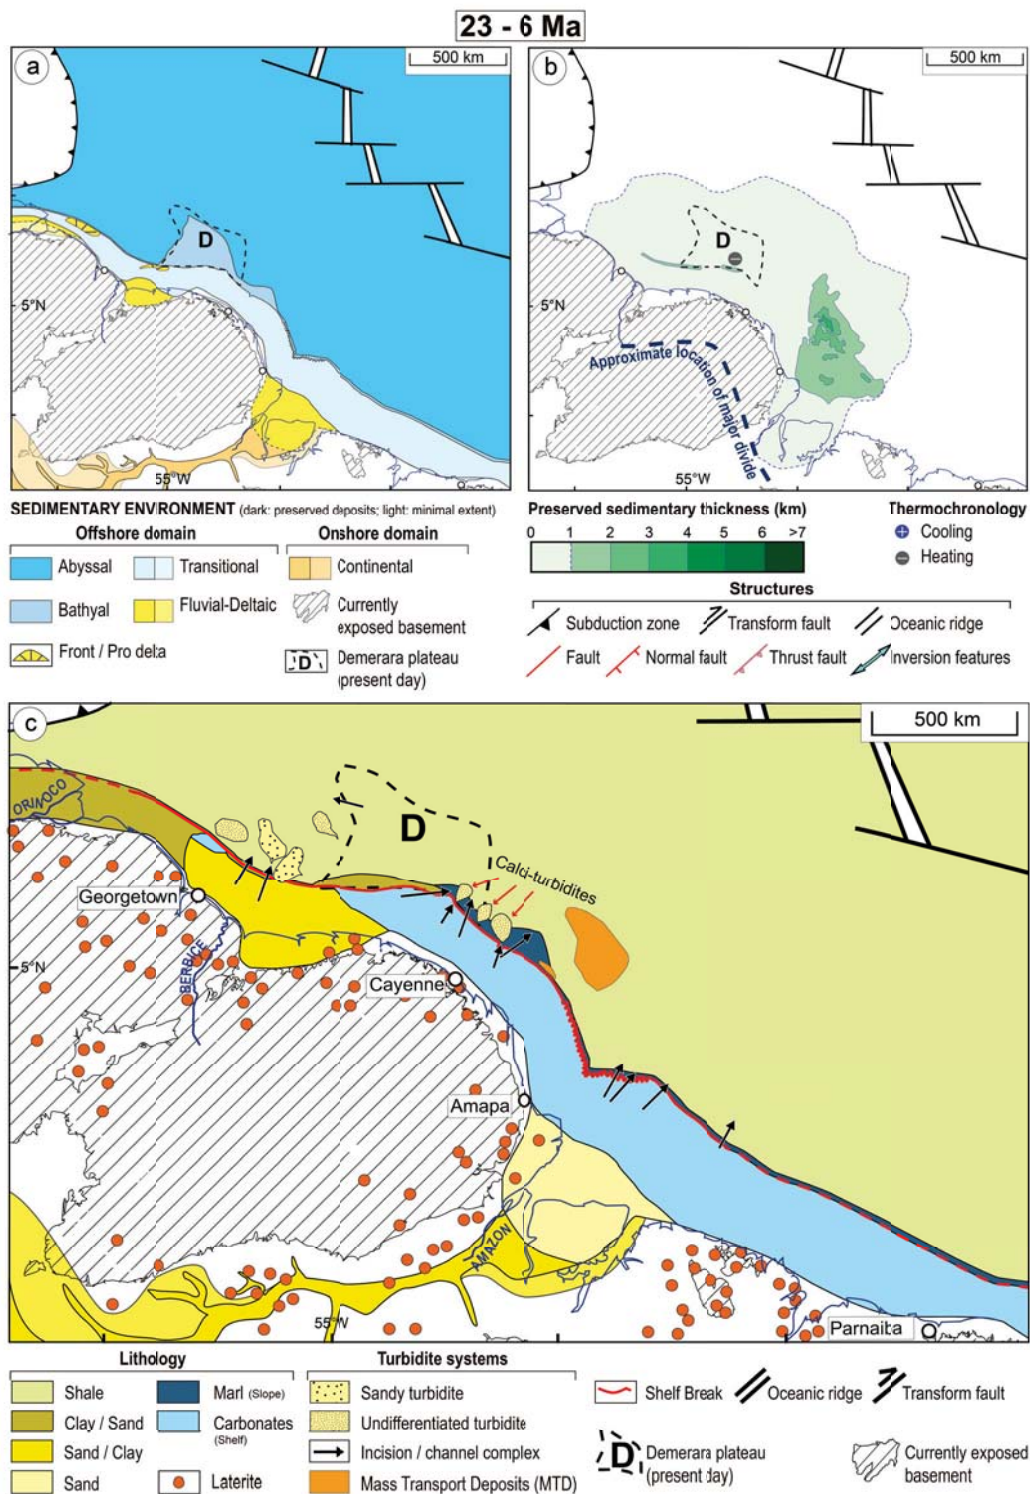 23 - 6 Ma
a
500 km
D
5°N
55°W
b
500 km
D
5°N
Approximate location of major divide
55°W
SEDIMENTARY ENVIRONMENT (dark: preserved deposits; light: minimal extent)
Offshore domain
Onshore domain
Abyssal
Transitional
Continental
Bathyal
Fluvial-Deltaic
Currently
exposed basement
Front / Pro delta
D
Demerara plateau
(present day)
Preserved sedimentary thickness (km)
0 1 2 3 4 5 6 >7
Thermochronology
Cooling
Heating
Structures
Subduction zone
Transform fault
Oceanic ridge
Fault
Normal fault
Thrust fault
Inversion features
c
500 km
ORINOCO
D
Calci-turbidites
Georgetown
BERBICE
5°N
Cayenne
Amapa
AMAZON
55°W
Parnaiba
Lithology
Turbidite systems
Shale
Marl (Slope)
Sandy turbidite
Shelf Break
Oceanic ridge
Transform fault
Clay / Sand
Carbonates
(Shelf)
Undifferentiated turbidite
Sand / Clay
Incision / channel complex
D
Demerara plateau
(present day)
Currently exposed
basement
Sand
Laterite
Mass Transport Deposits (MTD)